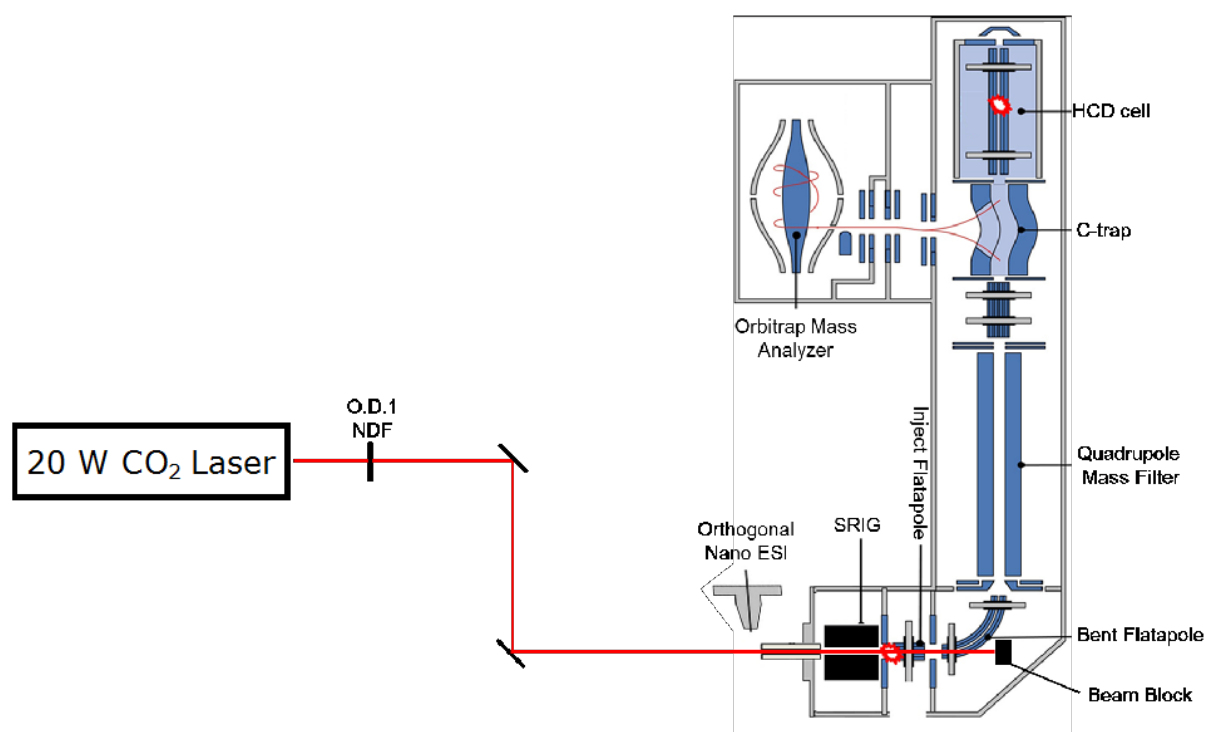 HCD cell
C-trap
Orbitrap Mass
Analyzer
O.D.1
NDF
20 W CO₂ Laser
Inject Flatapole
Quadrupole
Mass Filter
SRIG
Orthogonal
Nano ESI
Bent Flatapole
Beam Block